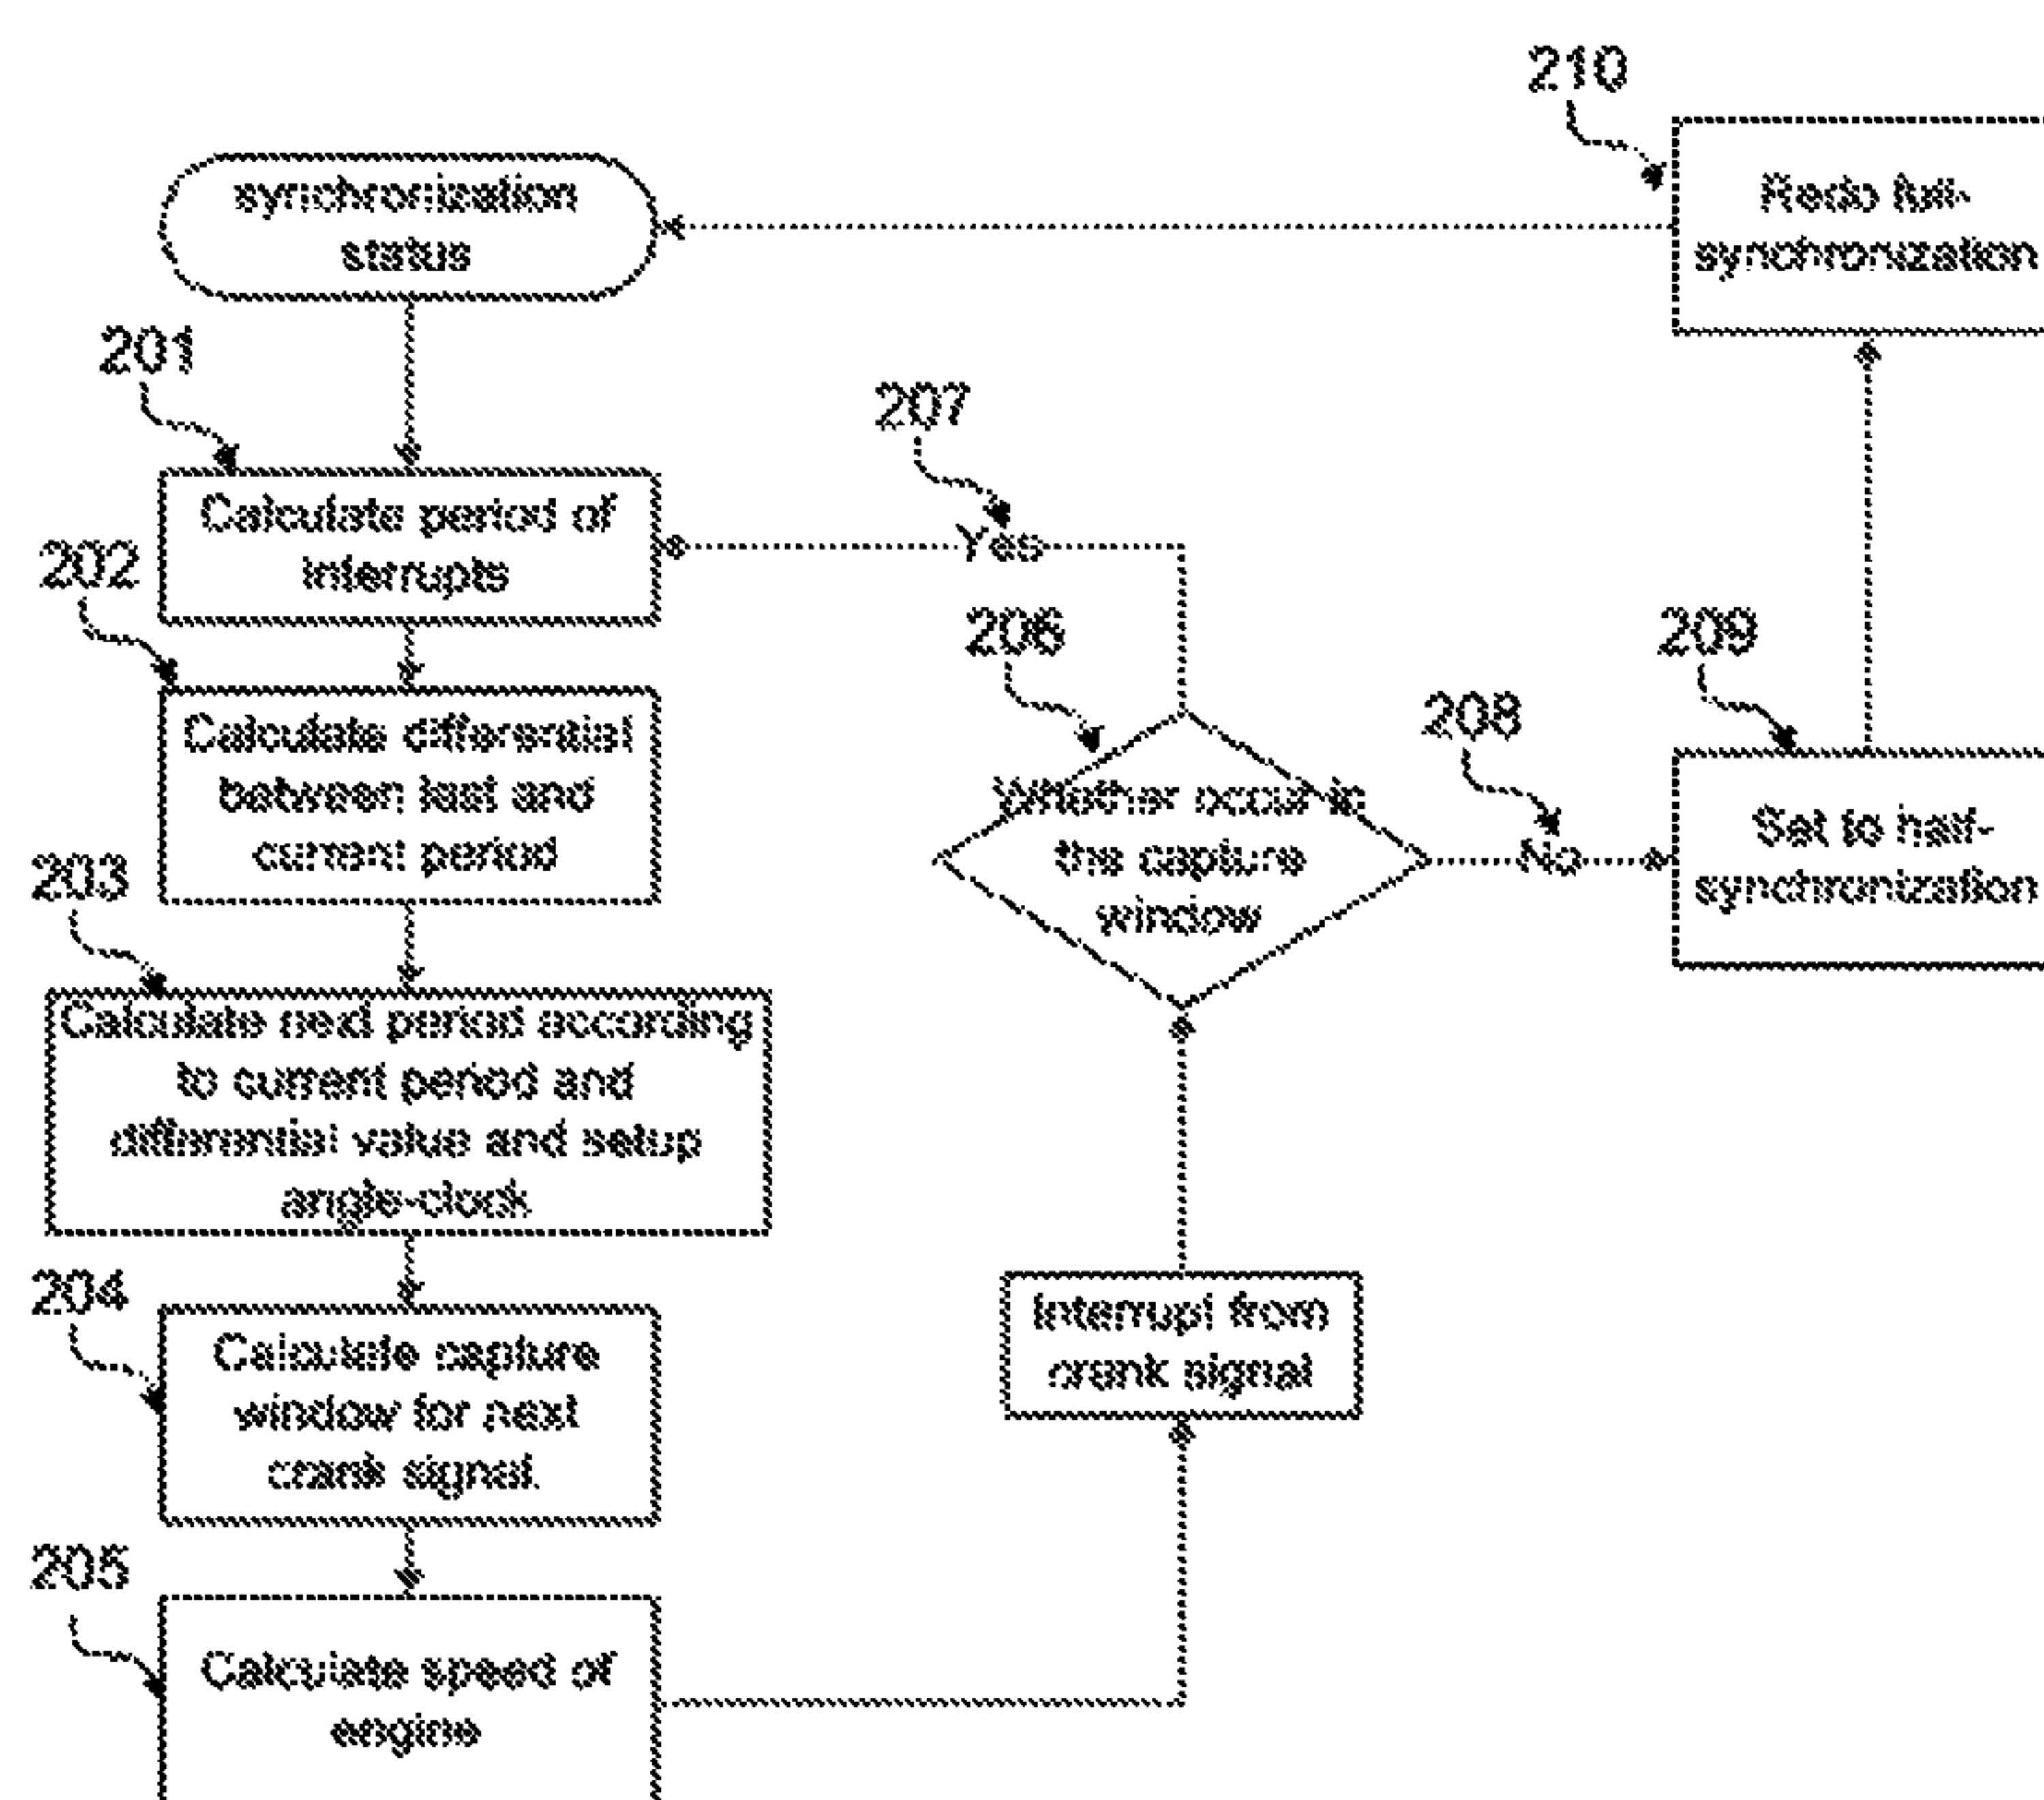 210
synchronization
status
Redo full-
synchronization
201
207
Calculate period of
interrupts
Yes
202
206
209
208
Calculate differential
between last and
current period
Whether occur in
the capture
window
No
Set to half-
synchronization
203
Calculate next period according
to current period and
differential value and setup
angle-clock
204
Interrupt from
crank signal
Calculate capture
window for next
crank signal.
205
Calculate speed of
engine